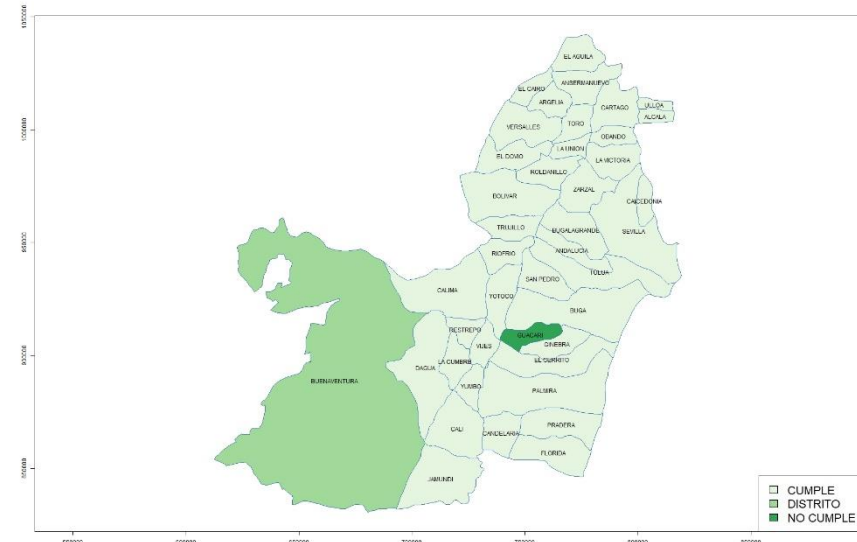 EL AGUILA
ANSERMANUEVO
EL CAIRO
ARGELIA
CARTAGO
ULLOA
ALCALA
TORO
VERSALLES
OBANDO
LA UNION
EL DOVIO
LA VICTORIA
ROLDANILLO
ZARZAL
BOLIVAR
CAICEDONIA
TRUJILLO
BUGALAGRANDE
SEVILLA
ANDALUCIA
RIOFRIO
TULUA
SAN PEDRO
CALIMA
YOTOCO
BUGA
RESTREPO
GUACARI
VIJES
GINEBRA
LA CUMBRE
EL CERRITO
DAGUA
BUENAVENTURA
YUMBO
PALMIRA
CALI
CANDELARIA
PRADERA
FLORIDA
JAMUNDI
CUMPLE
DISTRITO
NO CUMPLE